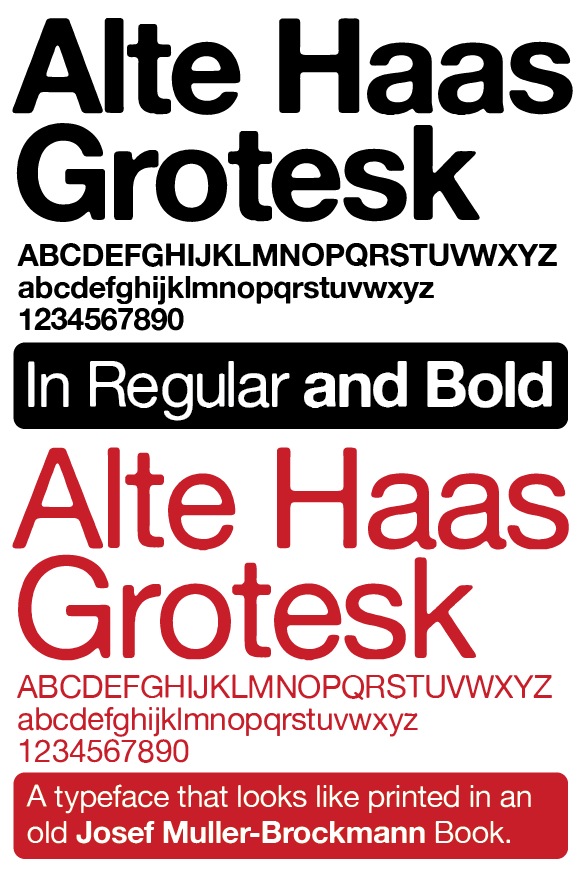 Alte Haas
Grotesk
ABCDEFGHIJKLMNOPQRSTUVWXYZ
abcdefghijklmnopqrstuvwxyz
1234567890
In Regular and Bold
Alte Haas
Grotesk
ABCDEFGHIJKLMNOPQRSTUVWXYZ
abcdefghijklmnopqrstuvwxyz
1234567890
A typeface that looks like printed in an
old Josef Muller-Brockmann Book.